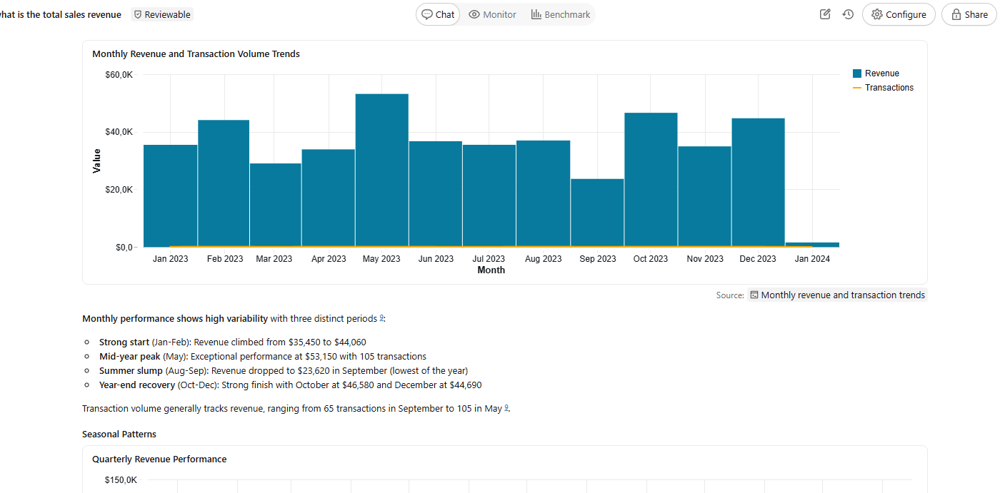 hat is the total sales revenue Reviewable Chat Monitor Benchmark Configure Share
Monthly Revenue and Transaction Volume Trends
$60,0K
$40,0K
$20,0K
$0,0
Value
Jan 2023 Feb 2023 Mar 2023 Apr 2023 May 2023 Jun 2023 Jul 2023 Aug 2023 Sep 2023 Oct 2023 Nov 2023 Dec 2023 Jan 2024
Month
Revenue
Transactions
Source: Monthly revenue and transaction trends
Monthly performance shows high variability with three distinct periods 9:
Strong start (Jan-Feb): Revenue climbed from $35,450 to $44,060
Mid-year peak (May): Exceptional performance at $53,150 with 105 transactions
Summer slump (Aug-Sep): Revenue dropped to $23,620 in September (lowest of the year)
Year-end recovery (Oct-Dec): Strong finish with October at $46,580 and December at $44,690
Transaction volume generally tracks revenue, ranging from 65 transactions in September to 105 in May 9.
Seasonal Patterns
Quarterly Revenue Performance
$150,0K